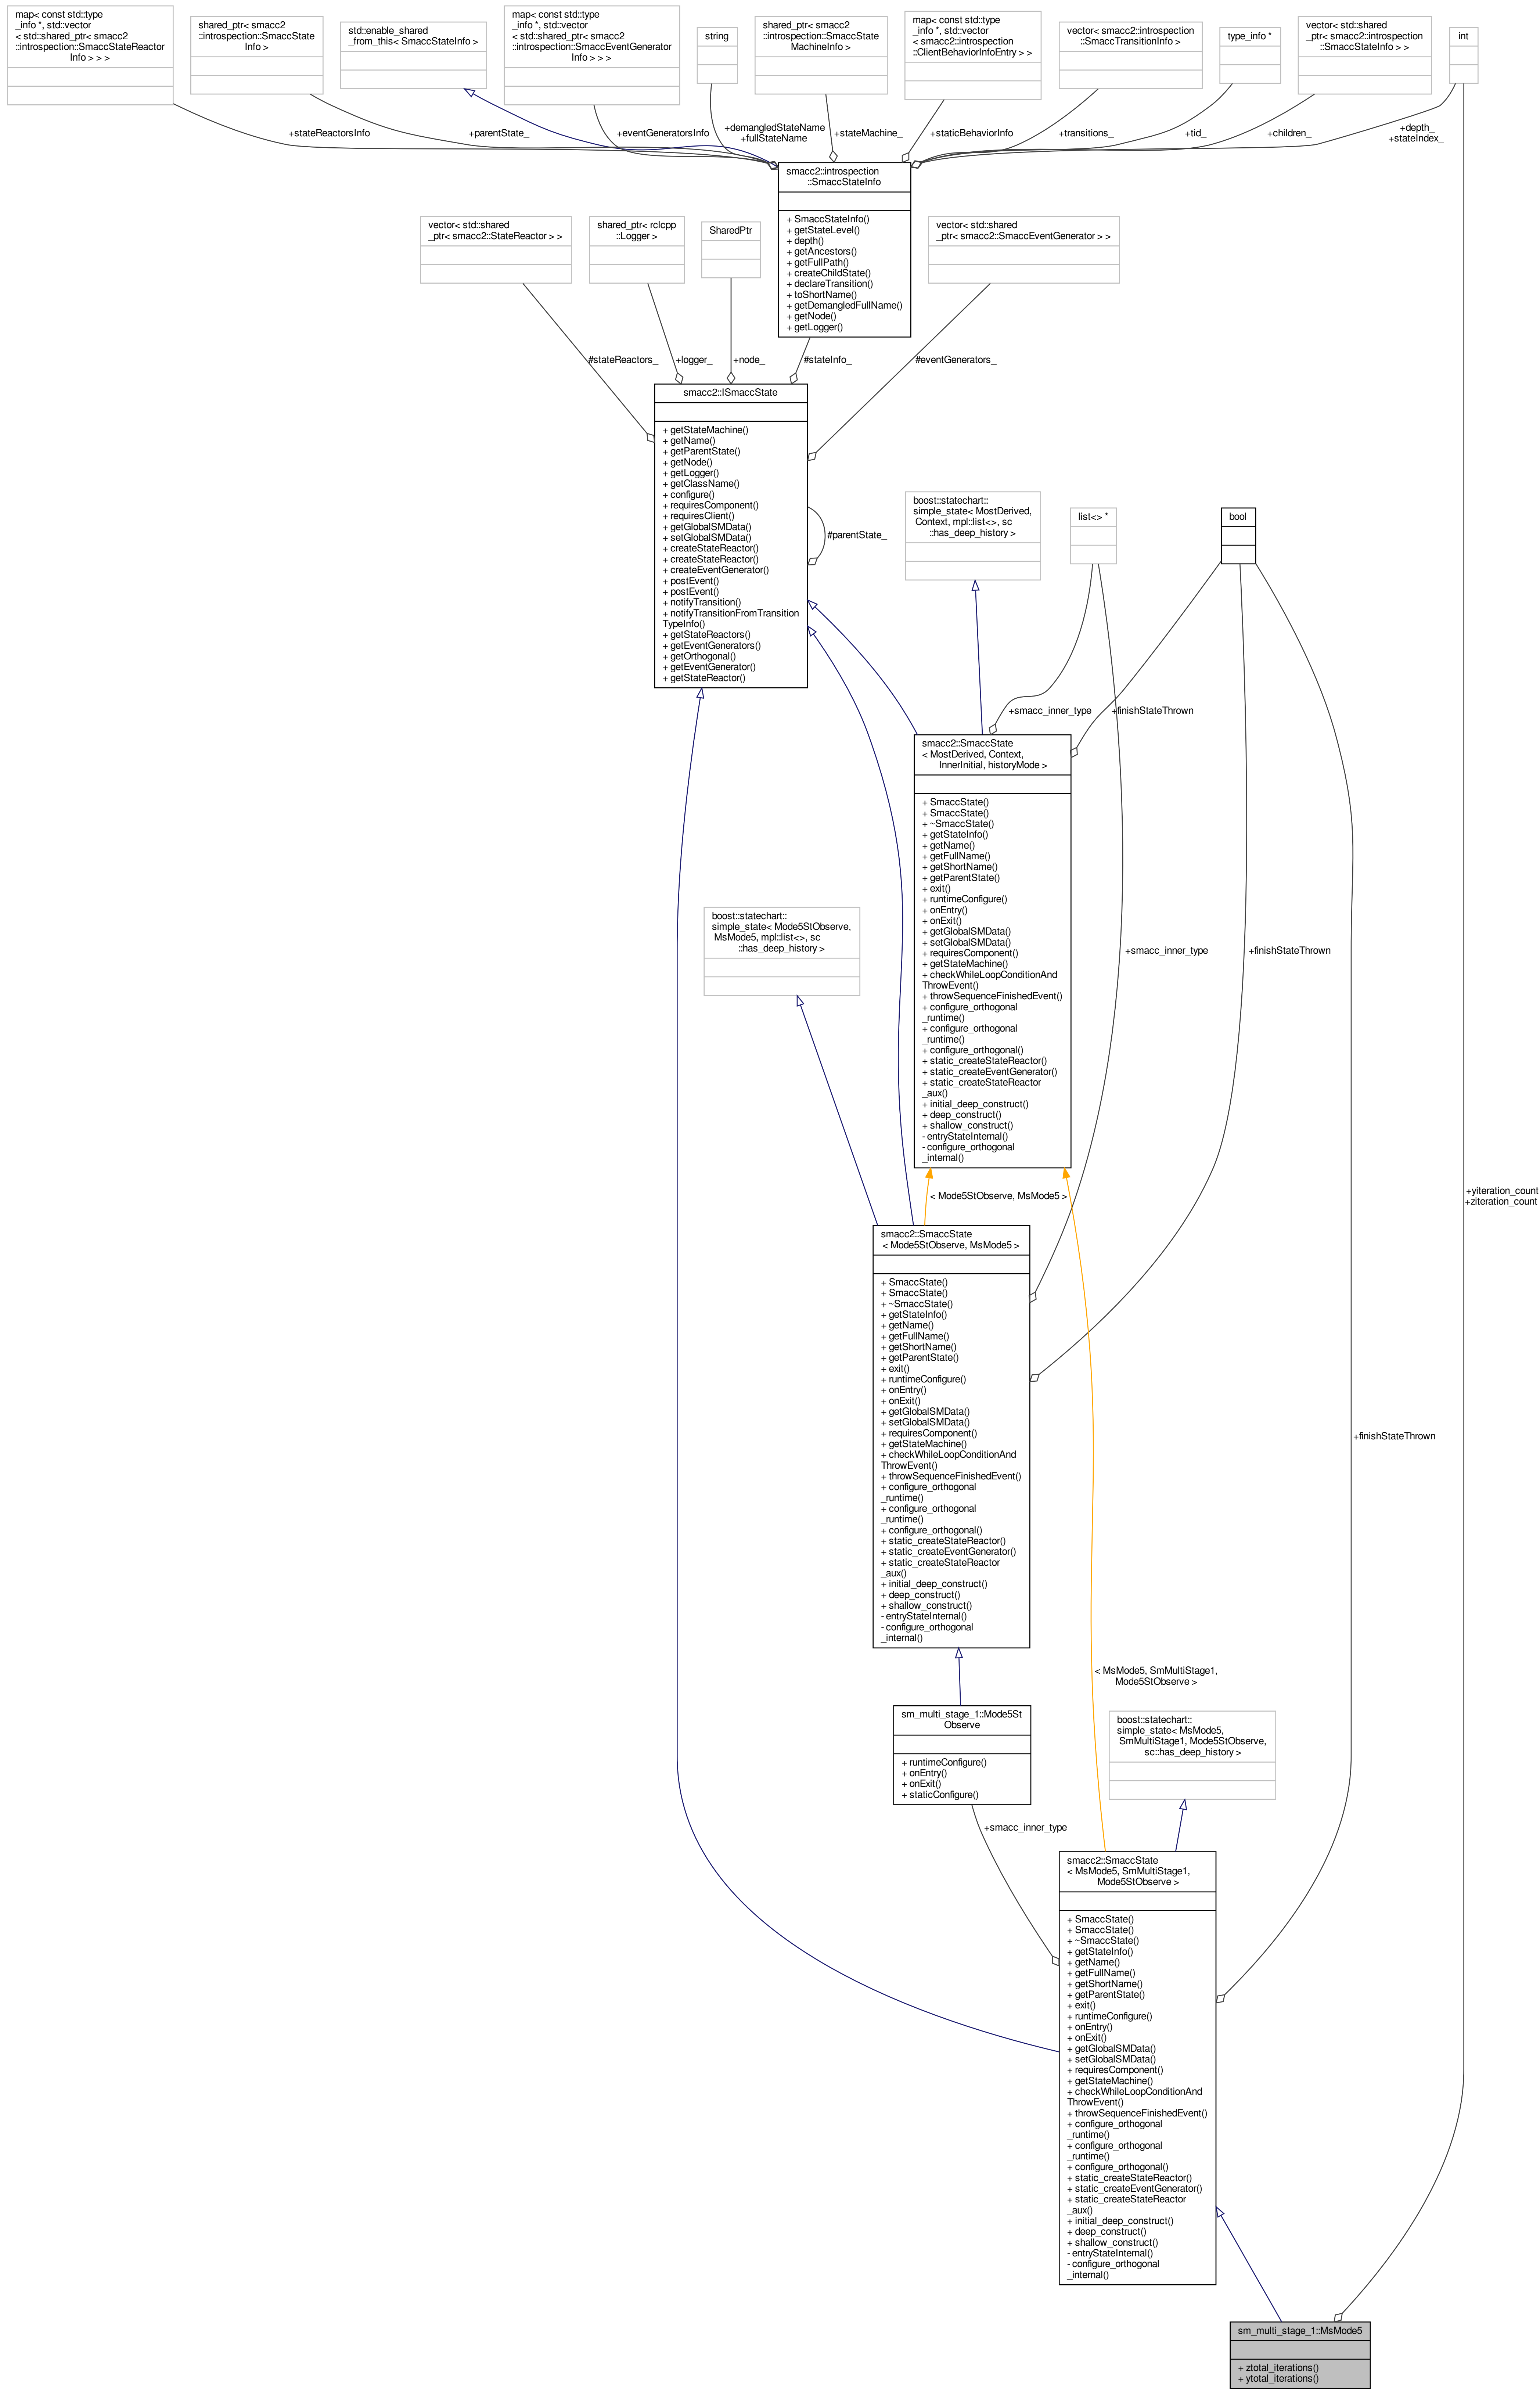 map< const std::type
_info *, std::vector
< std::shared_ptr< smacc2
::introspection::SmaccStateReactor
Info > > >
shared_ptr< smacc2
::introspection::SmaccState
Info >
std::enable_shared
_from_this< SmaccStateInfo >
map< const std::type
_info *, std::vector
< std::shared_ptr< smacc2
::introspection::SmaccEventGenerator
Info > > >
string
shared_ptr< smacc2
::introspection::SmaccState
MachineInfo >
map< const std::type
_info *, std::vector
< smacc2::introspection
::ClientBehaviorInfoEntry > >
vector< smacc2::introspection
::SmaccTransitionInfo >
type_info *
vector< std::shared
_ptr< smacc2::introspection
::SmaccStateInfo > >
int
+stateReactorsInfo
+parentState_
+eventGeneratorsInfo
+demangledStateName
+fullStateName
+stateMachine_
+staticBehaviorInfo
+transitions_
+tid_
+children_
+depth_
+stateIndex_
smacc2::introspection
::SmaccStateInfo
+ SmaccStateInfo()
+ getStateLevel()
+ depth()
+ getAncestors()
+ getFullPath()
+ createChildState()
+ declareTransition()
+ toShortName()
+ getDemangledFullName()
+ getNode()
+ getLogger()
vector< std::shared
_ptr< smacc2::StateReactor > >
shared_ptr< rclcpp
::Logger >
SharedPtr
vector< std::shared
_ptr< smacc2::SmaccEventGenerator > >
#stateReactors_
+logger_
+node_
#stateInfo_
#eventGenerators_
smacc2::ISmaccState
+ getStateMachine()
+ getName()
+ getParentState()
+ getNode()
+ getLogger()
+ getClassName()
+ configure()
+ requiresComponent()
+ requiresClient()
+ getGlobalSMData()
+ setGlobalSMData()
+ createStateReactor()
+ createStateReactor()
+ createEventGenerator()
+ postEvent()
+ postEvent()
+ notifyTransition()
+ notifyTransitionFromTransition
TypeInfo()
+ getStateReactors()
+ getEventGenerators()
+ getOrthogonal()
+ getEventGenerator()
+ getStateReactor()
#parentState_
boost::statechart::
simple_state< MostDerived,
Context, mpl::list<>, sc
::has_deep_history >
list<> *
bool
+smacc_inner_type
+finishStateThrown
smacc2::SmaccState
< MostDerived, Context,
InnerInitial, historyMode >
+ SmaccState()
+ SmaccState()
+ ~SmaccState()
+ getStateInfo()
+ getName()
+ getFullName()
+ getShortName()
+ getParentState()
+ exit()
+ runtimeConfigure()
+ onEntry()
+ onExit()
+ getGlobalSMData()
+ setGlobalSMData()
+ requiresComponent()
+ getStateMachine()
+ checkWhileLoopConditionAnd
ThrowEvent()
+ throwSequenceFinishedEvent()
+ configure_orthogonal
_runtime()
+ configure_orthogonal
_runtime()
+ configure_orthogonal()
+ static_createStateReactor()
+ static_createEventGenerator()
+ static_createStateReactor
_aux()
+ initial_deep_construct()
+ deep_construct()
+ shallow_construct()
- entryStateInternal()
- configure_orthogonal
_internal()
boost::statechart::
simple_state< Mode5StObserve,
MsMode5, mpl::list<>, sc
::has_deep_history >
+smacc_inner_type
+finishStateThrown
< Mode5StObserve, MsMode5 >
+yiteration_count
+ziteration_count
smacc2::SmaccState
< Mode5StObserve, MsMode5 >
+ SmaccState()
+ SmaccState()
+ ~SmaccState()
+ getStateInfo()
+ getName()
+ getFullName()
+ getShortName()
+ getParentState()
+ exit()
+ runtimeConfigure()
+ onEntry()
+ onExit()
+ getGlobalSMData()
+ setGlobalSMData()
+ requiresComponent()
+ getStateMachine()
+ checkWhileLoopConditionAnd
ThrowEvent()
+ throwSequenceFinishedEvent()
+ configure_orthogonal
_runtime()
+ configure_orthogonal
_runtime()
+ configure_orthogonal()
+ static_createStateReactor()
+ static_createEventGenerator()
+ static_createStateReactor
_aux()
+ initial_deep_construct()
+ deep_construct()
+ shallow_construct()
- entryStateInternal()
- configure_orthogonal
_internal()
+finishStateThrown
< MsMode5, SmMultiStage1,
Mode5StObserve >
sm_multi_stage_1::Mode5St
Observe
+ runtimeConfigure()
+ onEntry()
+ onExit()
+ staticConfigure()
boost::statechart::
simple_state< MsMode5,
SmMultiStage1, Mode5StObserve,
sc::has_deep_history >
+smacc_inner_type
smacc2::SmaccState
< MsMode5, SmMultiStage1,
Mode5StObserve >
+ SmaccState()
+ SmaccState()
+ ~SmaccState()
+ getStateInfo()
+ getName()
+ getFullName()
+ getShortName()
+ getParentState()
+ exit()
+ runtimeConfigure()
+ onEntry()
+ onExit()
+ getGlobalSMData()
+ setGlobalSMData()
+ requiresComponent()
+ getStateMachine()
+ checkWhileLoopConditionAnd
ThrowEvent()
+ throwSequenceFinishedEvent()
+ configure_orthogonal
_runtime()
+ configure_orthogonal
_runtime()
+ configure_orthogonal()
+ static_createStateReactor()
+ static_createEventGenerator()
+ static_createStateReactor
_aux()
+ initial_deep_construct()
+ deep_construct()
+ shallow_construct()
- entryStateInternal()
- configure_orthogonal
_internal()
sm_multi_stage_1::MsMode5
+ ztotal_iterations()
+ ytotal_iterations()